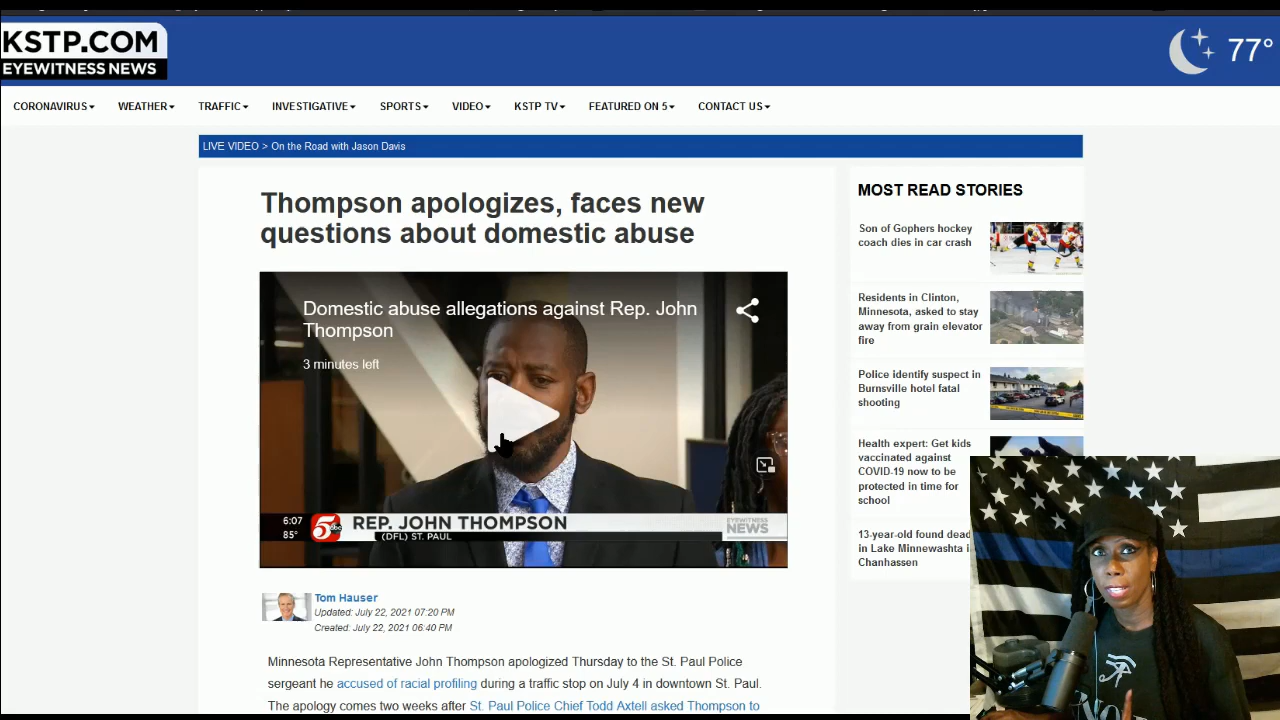 KSTP.COM
EYEWITNESS NEWS
77°
CORONAVIRUS WEATHER TRAFFIC INVESTIGATIVE SPORTS VIDEO KSTP TV FEATURED ON 5 CONTACT US
LIVE VIDEO > On the Road with Jason Davis
Thompson apologizes, faces new
questions about domestic abuse
Domestic abuse allegations against Rep. John
Thompson
3 minutes left
6:07
85°
5
abc
REP. JOHN THOMPSON
(DFL) ST. PAUL
EYEWITNESS
NEWS
Tom Hauser
Updated: July 22, 2021 07:20 PM
Created: July 22, 2021 06:40 PM
Minnesota Representative John Thompson apologized Thursday to the St. Paul Police
sergeant he accused of racial profiling during a traffic stop on July 4 in downtown St. Paul.
The apology comes two weeks after St. Paul Police Chief Todd Axtell asked Thompson to
MOST READ STORIES
Son of Gophers hockey
coach dies in car crash
Residents in Clinton,
Minnesota, asked to stay
away from grain elevator
fire
Police identify suspect in
Burnsville hotel fatal
shooting
Health expert: Get kids
vaccinated against
COVID-19 now to be
protected in time for
school
13-year-old found dead
in Lake Minnewashta
Chanhassen